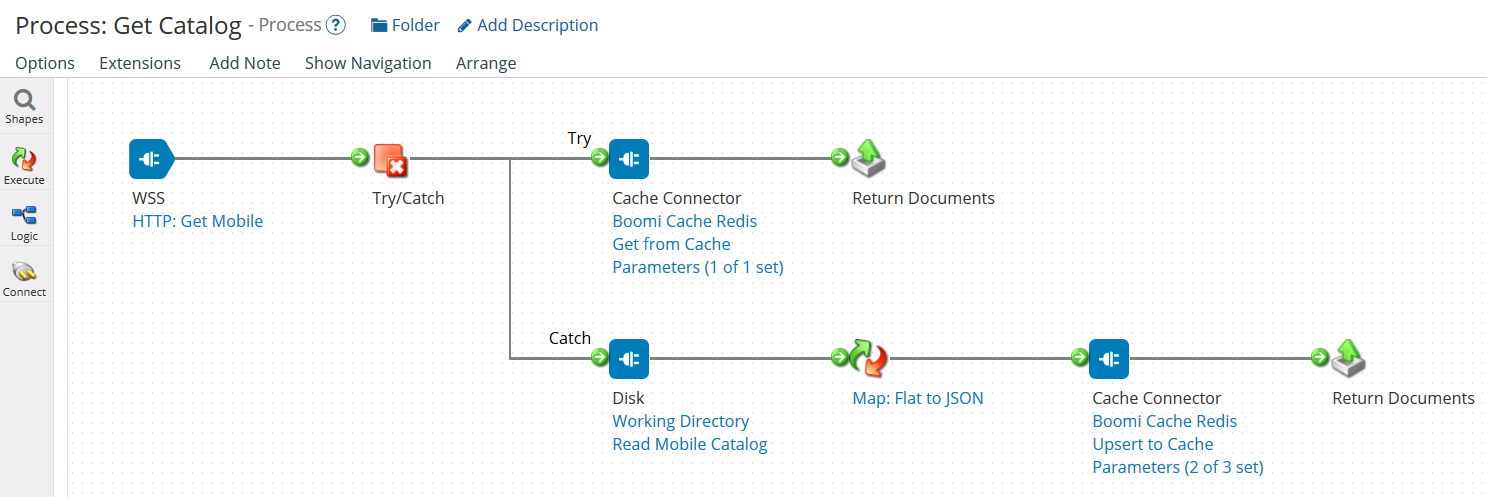 Process: Get Catalog - Process ? Folder Add Description
Options Extensions Add Note Show Navigation Arrange
Shapes
Execute
Logic
Connect
WSS
HTTP: Get Mobile
Try/Catch
Try
Cache Connector
Boomi Cache Redis
Get from Cache
Parameters (1 of 1 set)
Return Documents
Catch
Disk
Working Directory
Read Mobile Catalog
Map: Flat to JSON
Cache Connector
Boomi Cache Redis
Upsert to Cache
Parameters (2 of 3 set)
Return Documents